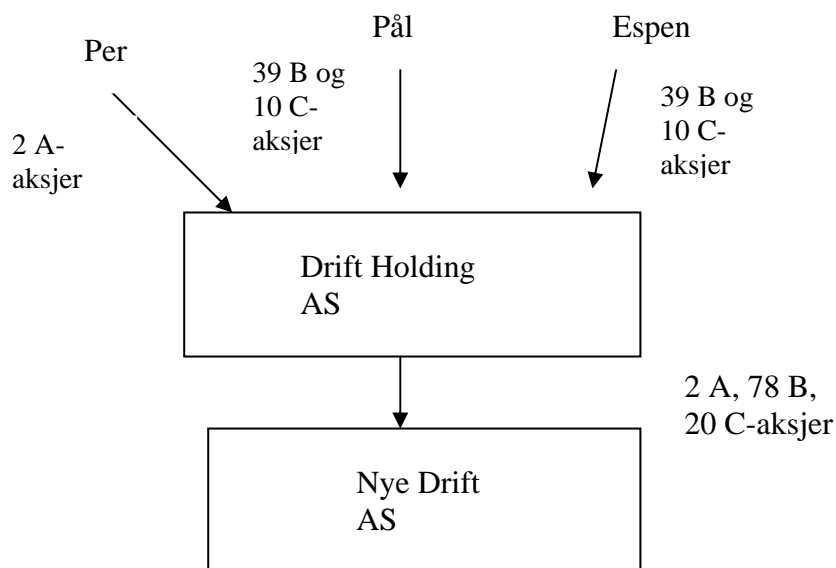 Per
Pål
Espen
2 A-
aksjer
39 B og
10 C-
aksjer
39 B og
10 C-
aksjer
Drift Holding
AS
2 A, 78 B,
20 C-aksjer
Nye Drift
AS